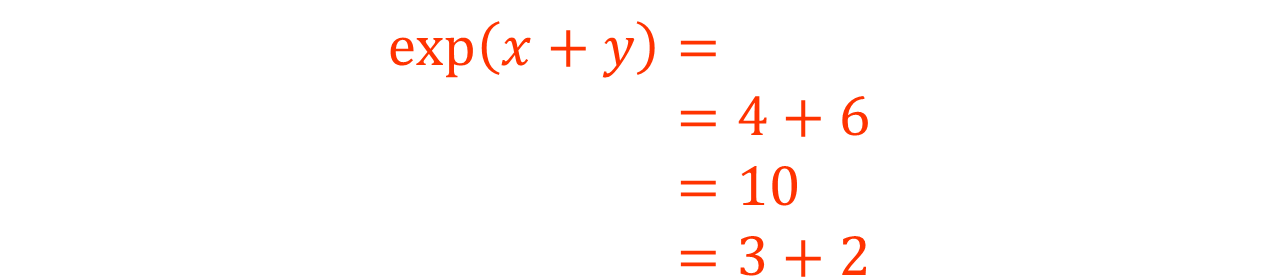 exp(x + y) =
= 4 + 6
= 10
= 3 + 2